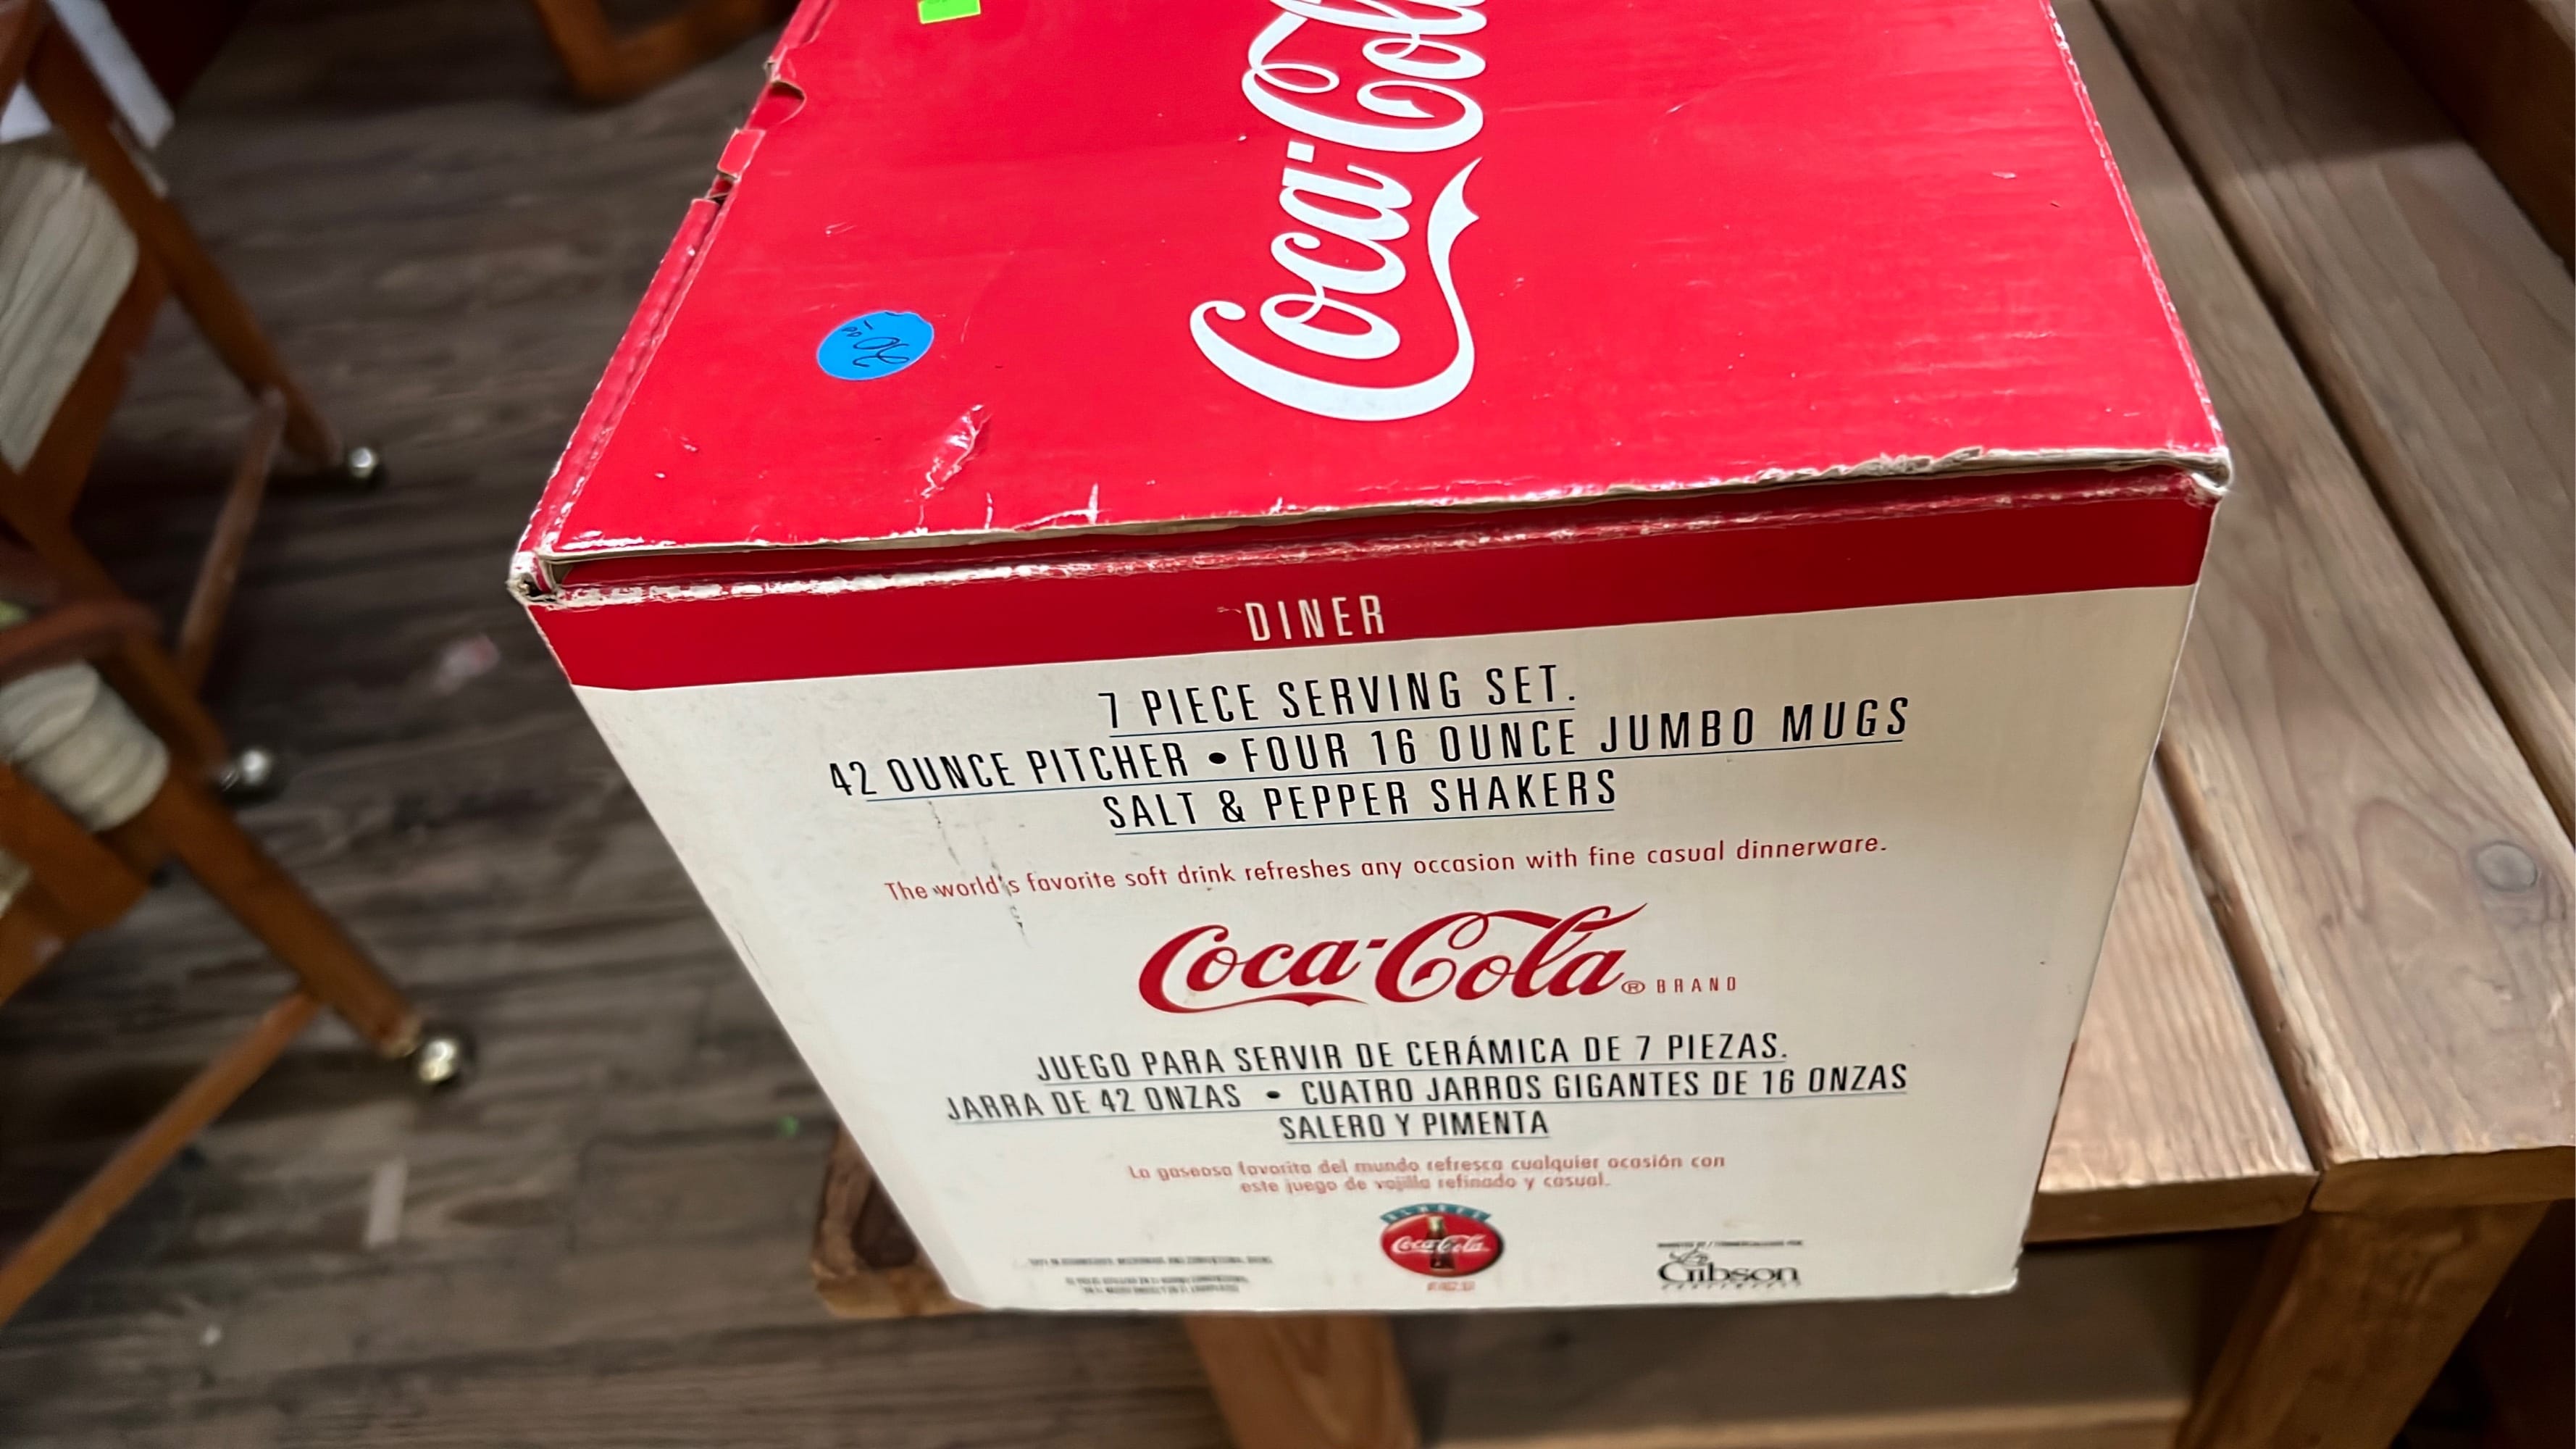 Coca-Cola
DINER
7 PIECE SERVING SET.
42 OUNCE PITCHER • FOUR 16 OUNCE JUMBO MUGS
SALT & PEPPER SHAKERS
The world's favorite soft drink refreshes any occasion with fine casual dinnerware.
Coca-Cola® BRAND
JUEGO PARA SERVIR DE CERÁMICA DE 7 PIEZAS.
JARRA DE 42 ONZAS • CUATRO JARROS GIGANTES DE 16 ONZAS
SALERO Y PIMENTA
La gaseosa favorita del mundo refresca cualquier ocasión con
este juego de vajilla refinado y casual.
ALWAYS
Coca-Cola
Gibson